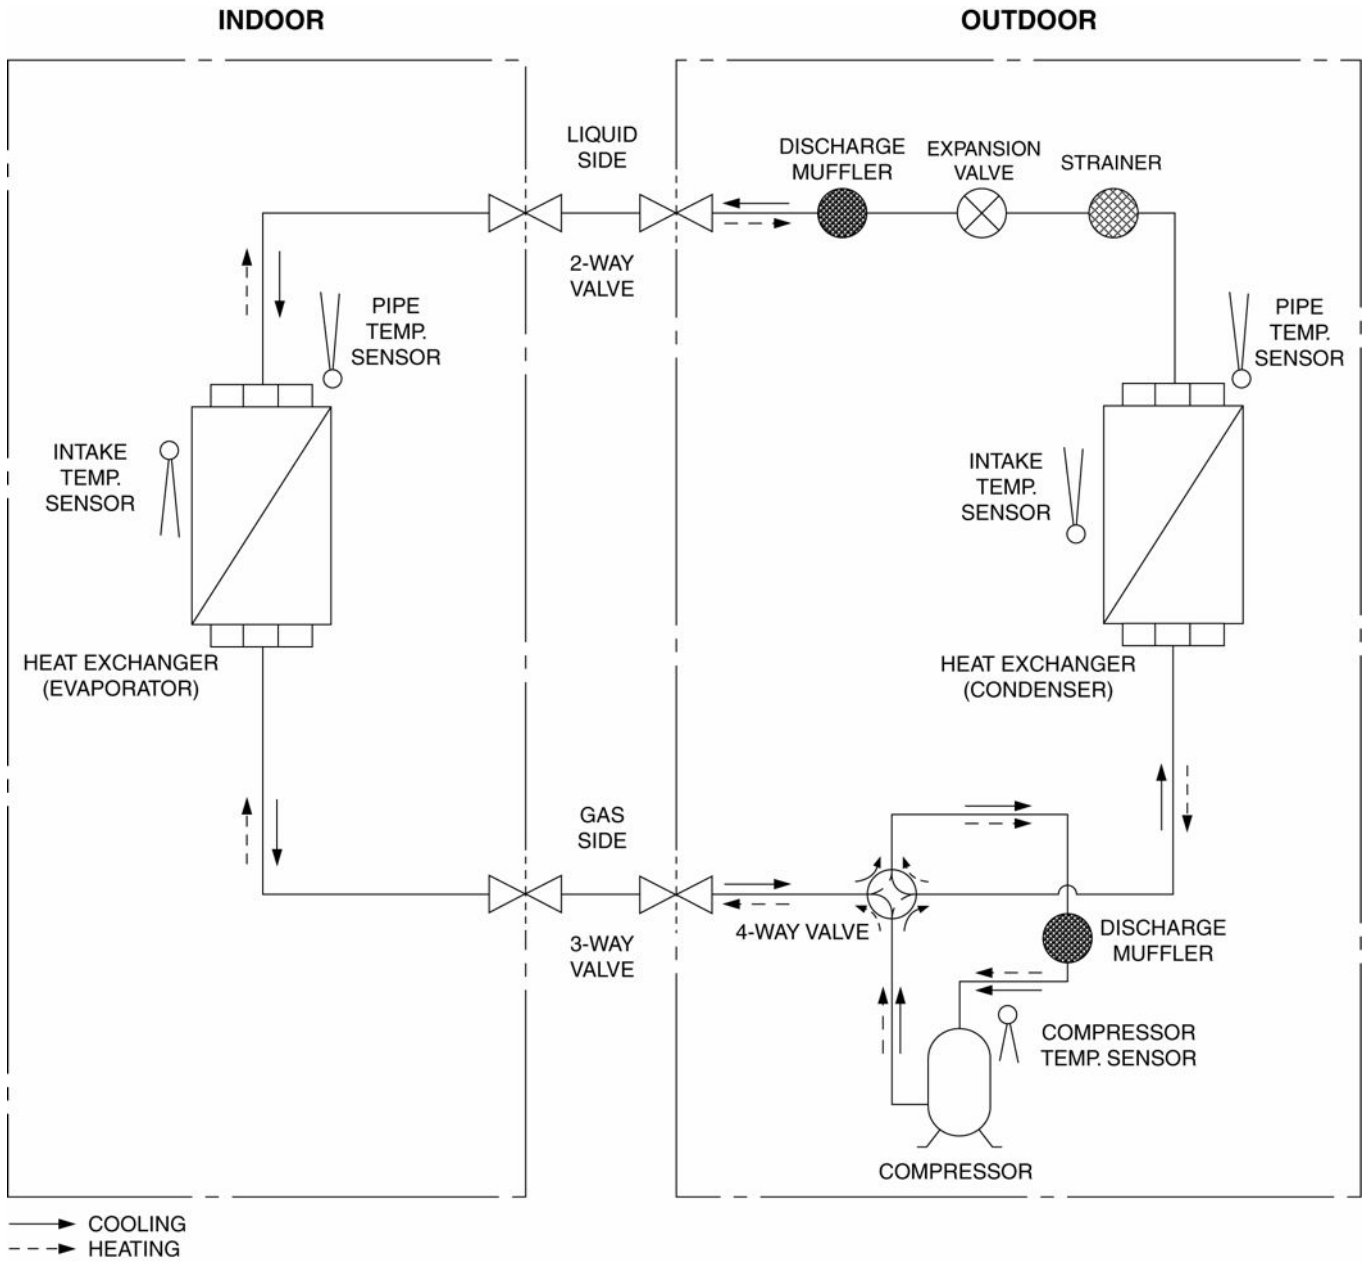 INDOOR
OUTDOOR
LIQUID
SIDE
DISCHARGE
MUFFLER
EXPANSION
VALVE
STRAINER
2-WAY
VALVE
PIPE
TEMP.
SENSOR
PIPE
TEMP.
SENSOR
INTAKE
TEMP.
SENSOR
INTAKE
TEMP.
SENSOR
HEAT EXCHANGER
(EVAPORATOR)
HEAT EXCHANGER
(CONDENSER)
GAS
SIDE
3-WAY
VALVE
4-WAY VALVE
DISCHARGE
MUFFLER
COMPRESSOR
TEMP. SENSOR
COMPRESSOR
COOLING
HEATING